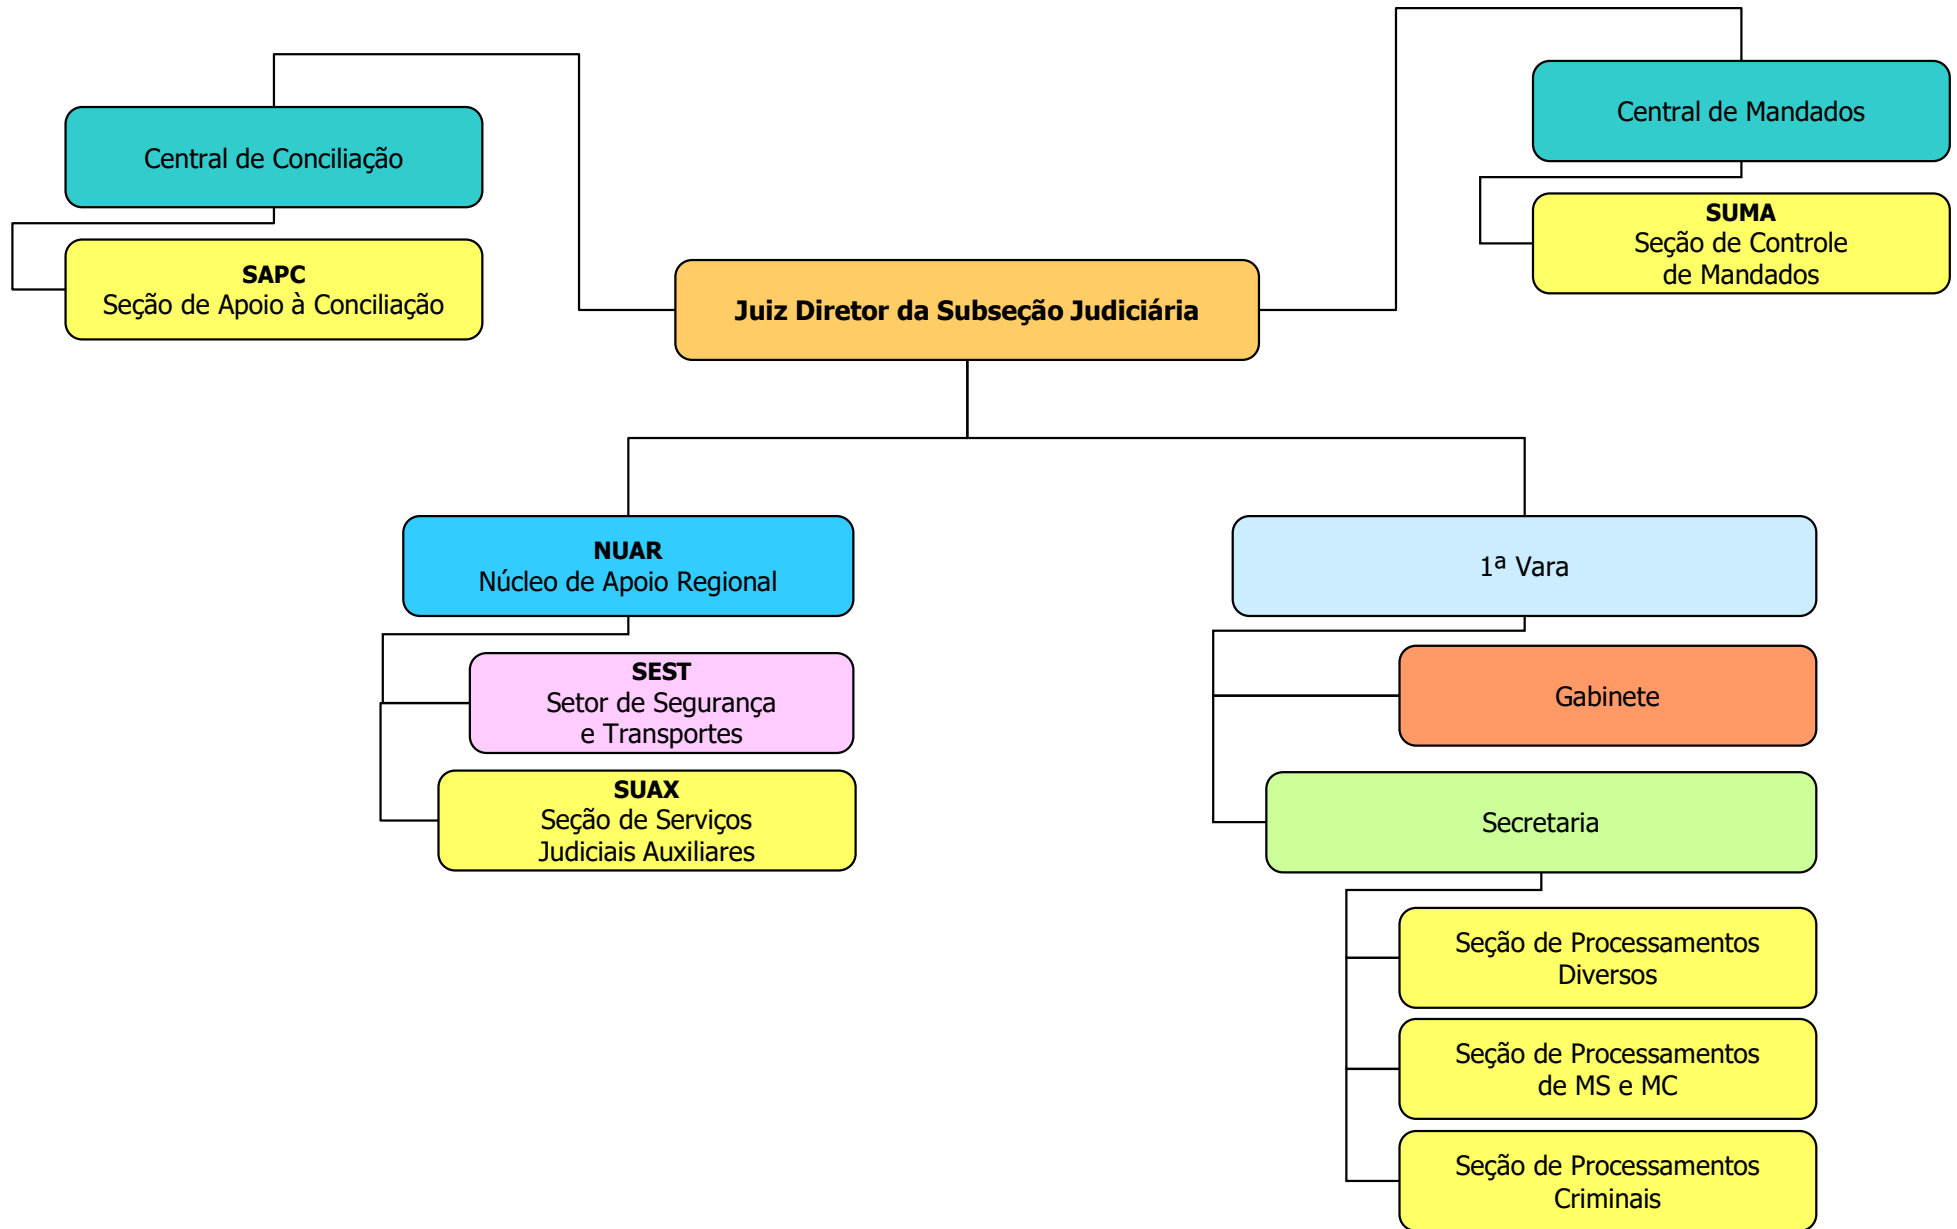 Central de Mandados
Central de Conciliação
SUMA
Seção de Controle
de Mandados
SAPC
Seção de Apoio à Conciliação
Juiz Diretor da Subseção Judiciária
NUAR
Núcleo de Apoio Regional
SEST
Setor de Segurança
e Transportes
SUAX
Seção de Serviços
Judiciais Auxiliares
1ª Vara
Gabinete
Secretaria
Seção de Processamentos
Diversos
Seção de Processamentos
de MS e MC
Seção de Processamentos
Criminais